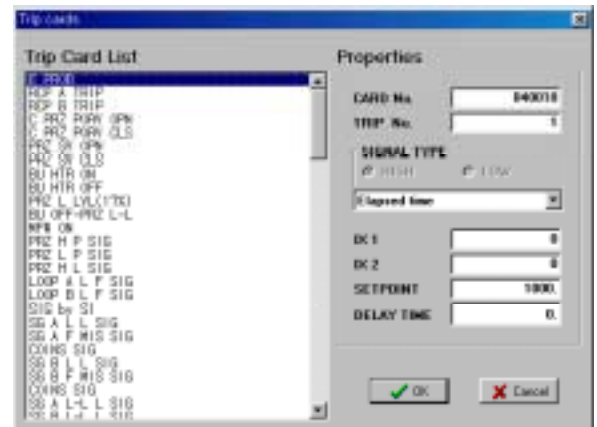 Trip cards
Trip Card List
Properties
RCP A TRIP
RCP B TRIP
C PRZ PORV OPN
C PRZ PORV CLS
PRZ SV OPN
PRZ SV CLS
BU HTR ON
BU HTR OFF
PRZ L LVL(17%)
BU OFF-PRZ L-L
PRZ H P SIG
PRZ L P SIG
PRZ H L SIG
LOOP A L F SIG
LOOP B L F SIG
SIG by SI
SG A L L SIG
SG A F MIS SIG
COINS SIG
SG B L L SIG
SG B F MIS SIG
COINS SIG
SG A L-L L SIG
SG B L-L L SIG
CARD No.
840010
TRIP No.
1
SIGNAL TYPE
HIGH
LOW
Elapsed time
IX 1
0
IX 2
0
SETPOINT
1000.
DELAY TIME
0.
OK
Cancel